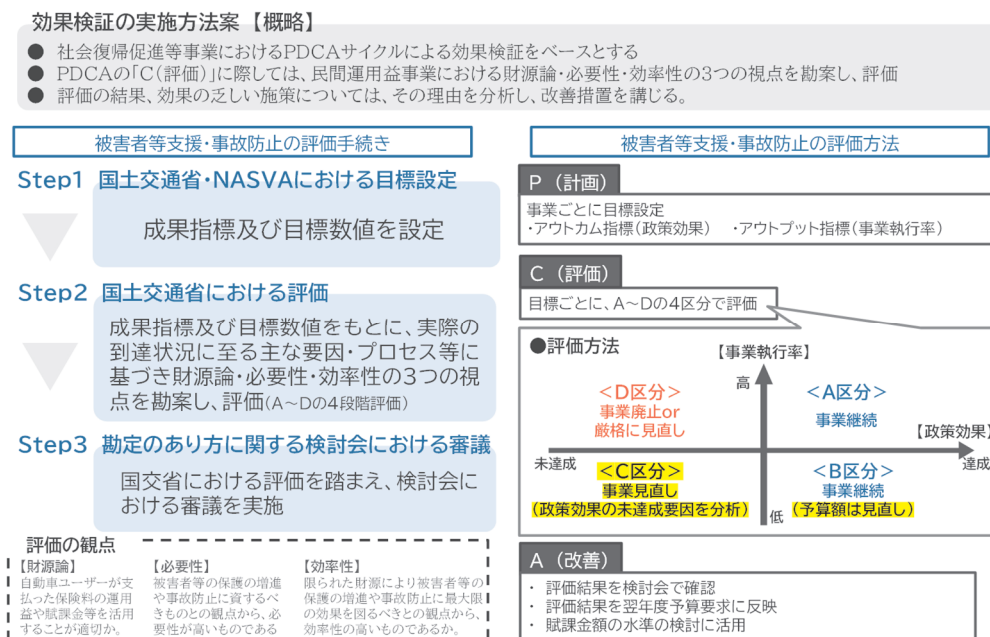 効果検証の実施方法案【概略】
● 社会復帰促進等事業におけるPDCAサイクルによる効果検証をベースとする
● PDCAの「C（評価）」に際しては、民間運用益事業における財源論・必要性・効率性の3つの視点を勘案し、評価
● 評価の結果、効果の乏しい施策については、その理由を分析し、改善措置を講じる。
被害者等支援・事故防止の評価手続き
Step1 国土交通省・NASVAにおける目標設定
成果指標及び目標数値を設定
Step2 国土交通省における評価
成果指標及び目標数値をもとに、実際の
到達状況に至る主な要因・プロセス等に
基づき財源論・必要性・効率性の3つの視
点を勘案し、評価(A～Dの4段階評価)
Step3 勘定のあり方に関する検討会における審議
国交省における評価を踏まえ、検討会に
おける審議を実施
評価の観点
【財源論】
自動車ユーザーが支
払った保険料の運用
益や賦課金等を活用
することが適切か。
【必要性】
被害者等の保護の増進
や事故防止に資するべ
きものとの観点から、必
要性が高いものである
【効率性】
限られた財源により被害者等の
保護の増進や事故防止に最大限
の効果を図るべきとの観点から、
効率性の高いものであるか。
被害者等支援・事故防止の評価方法
P（計画）
事業ごとに目標設定
・アウトカム指標（政策効果） ・アウトプット指標（事業執行率）
C（評価）
目標ごとに、A～Dの4区分で評価
●評価方法
【事業執行率】
高
＜D区分＞
事業廃止or
厳格に見直し
＜A区分＞
事業継続
【政策効果】
未達成
達成
＜C区分＞
事業見直し
（政策効果の未達成要因を分析）
＜B区分＞
事業継続
（予算額は見直し）
低
A（改善）
・ 評価結果を検討会で確認
・ 評価結果を翌年度予算要求に反映
・ 賦課金額の水準の検討に活用